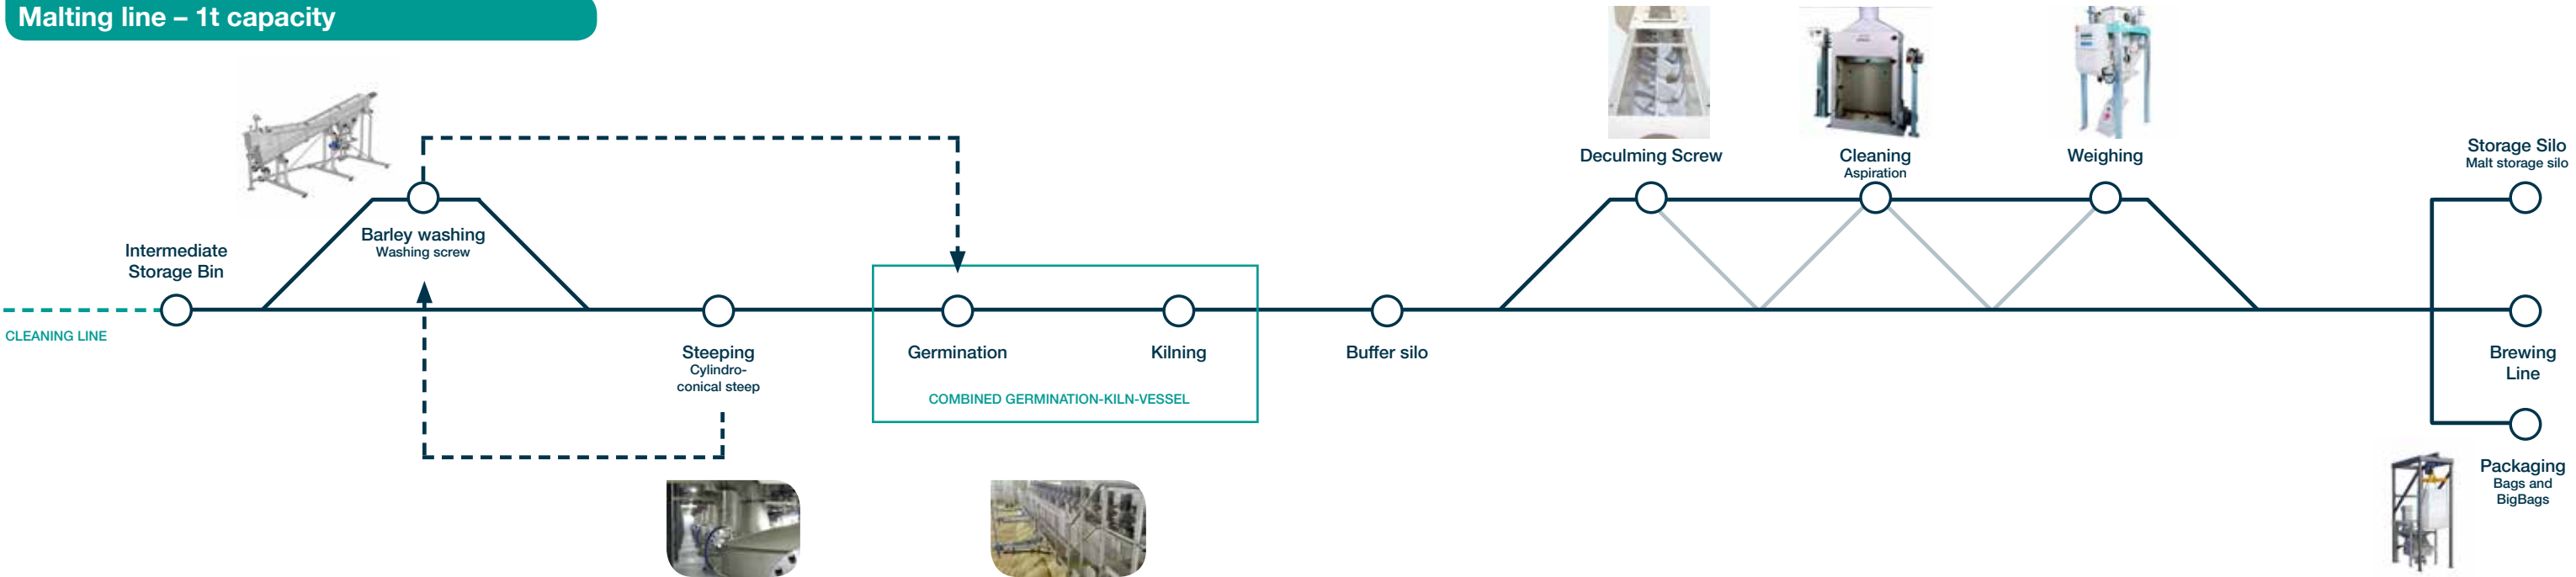 Malting line – 1t capacity
Deculming Screw
Cleaning
Aspiration
Weighing
Storage Silo
Malt storage silo
Barley washing
Washing screw
Intermediate
Storage Bin
CLEANING LINE
Steeping
Cylindro-
conical steep
Germination
Kilning
COMBINED GERMINATION-KILN-VESSEL
Buffer silo
Brewing
Line
Packaging
Bags and
BigBags